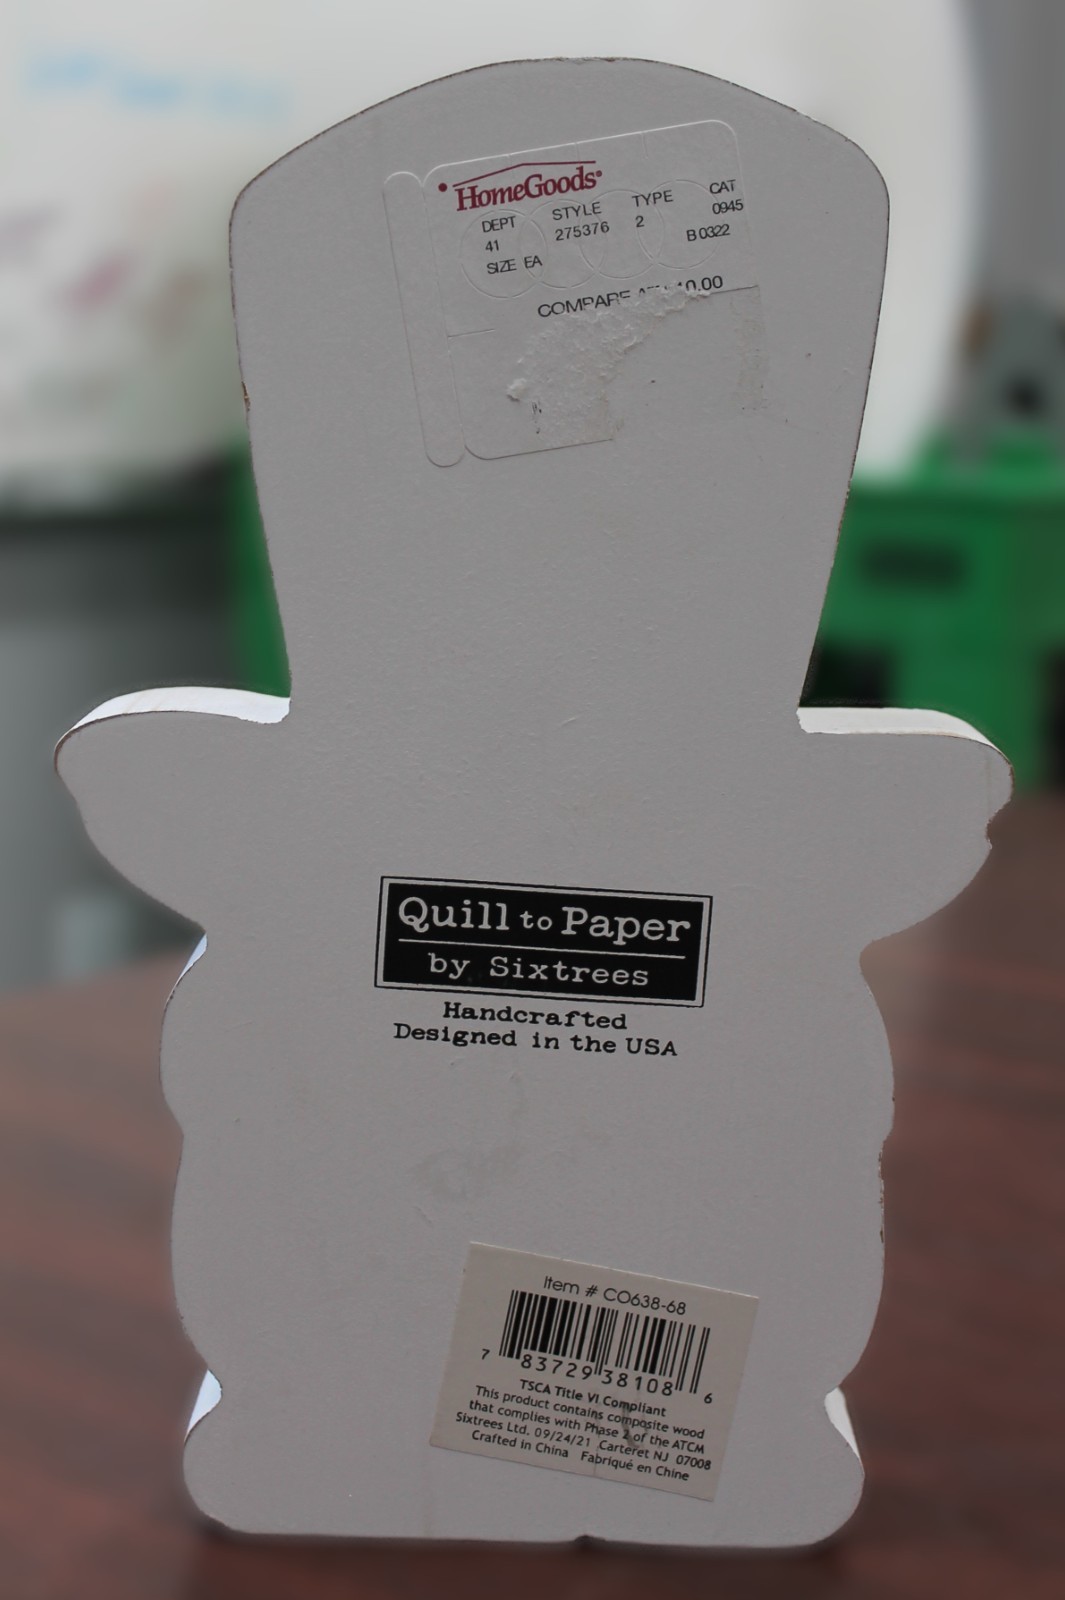 HomeGoods®
DEPT STYLE TYPE CAT
41 275376 2 0945
SIZE EA B0322
COMPARE 10.00
Quill to Paper
by Sixtrees
Handcrafted
Designed in the USA
Item # CO638-68
7 83729 38108 6
TSCA Title VI Compliant
This product contains composite wood
that complies with Phase 2 of the ATCM
Sixtrees Ltd. 09/24/21 Carteret NJ 07008
Crafted in China Fabriqué en Chine